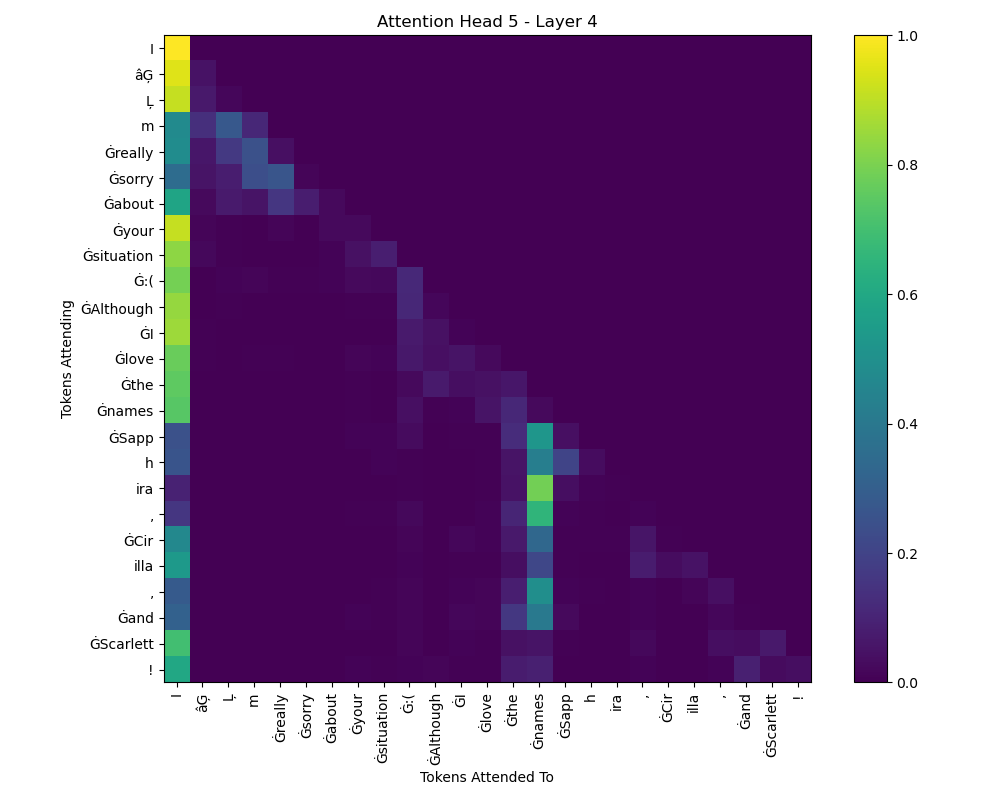 Attention Head 5 - Layer 4
Tokens Attending
I
âĢ
Ļ
m
Ġreally
Ġsorry
Ġabout
Ġyour
Ġsituation
Ġ:(
ĠAlthough
ĠI
Ġlove
Ġthe
Ġnames
ĠSapp
h
ira
,
ĠCir
illa
,
Ġand
ĠScarlett
!
I
âĢ
Ļ
m
Ġreally
Ġsorry
Ġabout
Ġyour
Ġsituation
Ġ:(
ĠAlthough
ĠI
Ġlove
Ġthe
Ġnames
ĠSapp
h
ira
,
ĠCir
illa
,
Ġand
ĠScarlett
!
Tokens Attended To
1.0
0.8
0.6
0.4
0.2
0.0